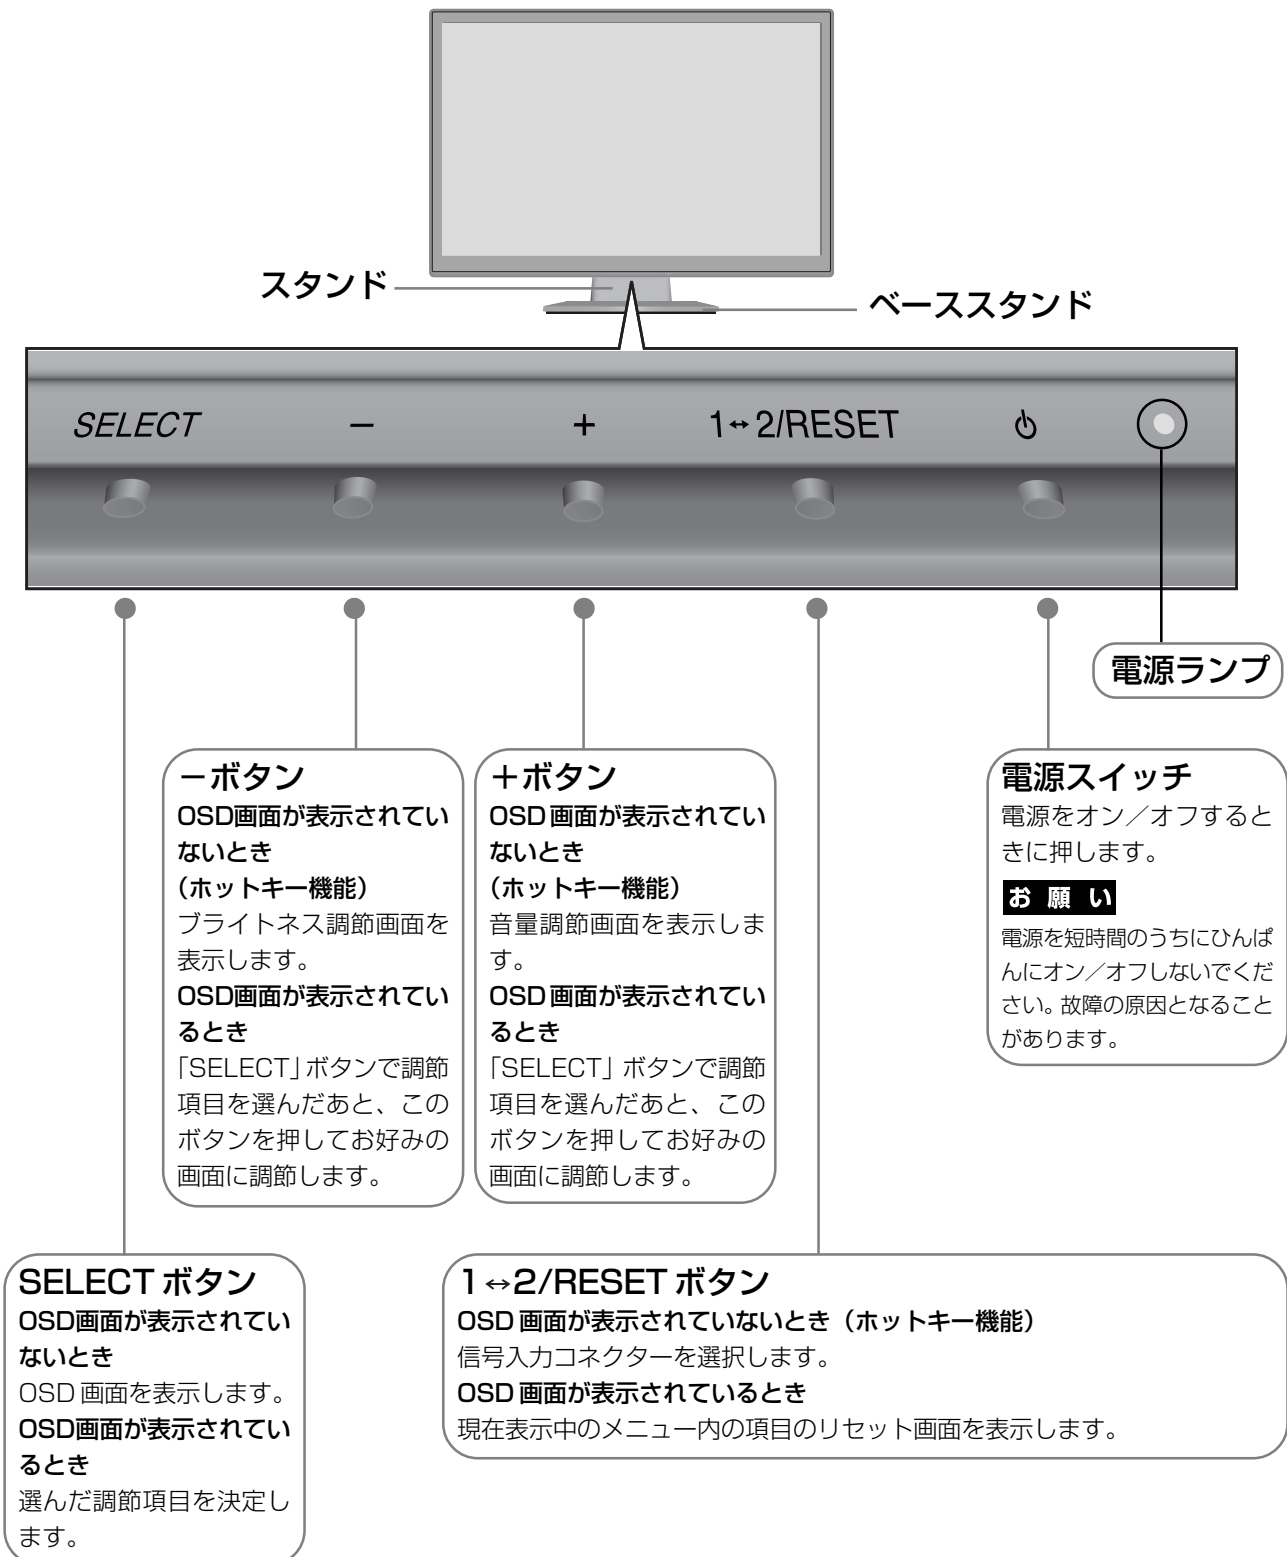 スタンド
ベーススタンド
SELECT
－
＋
1↔2/RESET
⏻
電源ランプ
－ボタン
OSD画面が表示されてい
ないとき
（ホットキー機能）
ブライトネス調節画面を
表示します。
OSD画面が表示されてい
るとき
「SELECT」ボタンで調節
項目を選んだあと、この
ボタンを押してお好みの
画面に調節します。
＋ボタン
OSD画面が表示されてい
ないとき
（ホットキー機能）
音量調節画面を表示しま
す。
OSD画面が表示されてい
るとき
「SELECT」ボタンで調節
項目を選んだあと、この
ボタンを押してお好みの
画面に調節します。
電源スイッチ
電源をオン／オフすると
きに押します。
お願い
電源を短時間のうちにひんぱ
んにオン／オフしないでくだ
さい。故障の原因となること
があります。
SELECTボタン
OSD画面が表示されてい
ないとき
OSD画面を表示します。
OSD画面が表示されてい
るとき
選んだ調節項目を決定し
ます。
1↔2/RESETボタン
OSD画面が表示されていないとき（ホットキー機能）
信号入力コネクターを選択します。
OSD画面が表示されているとき
現在表示中のメニュー内の項目のリセット画面を表示します。